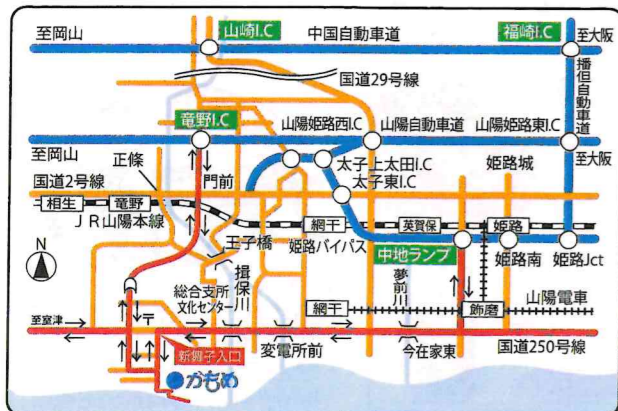 山崎I.C
福崎I.C
至岡山
中国自動車道
至大阪
播但自動車道
国道29号線
竜野I.C
山陽姫路西I.C
山陽自動車道
山陽姫路東I.C
至岡山
至大阪
正條
門前
太子上太田I.C
姫路城
国道2号線
太子東I.C
相生
竜野
網干
英賀保
姫路
JR山陽本線
王子橋
姫路バイパス
中地ランプ
姫路南
姫路Jct
N
揖保川
夢前川
総合支所
文化センター
網干
山陽電車
飾磨
至室津
〒
新舞子入口
変電所前
今在家東
国道250号線
かもめ